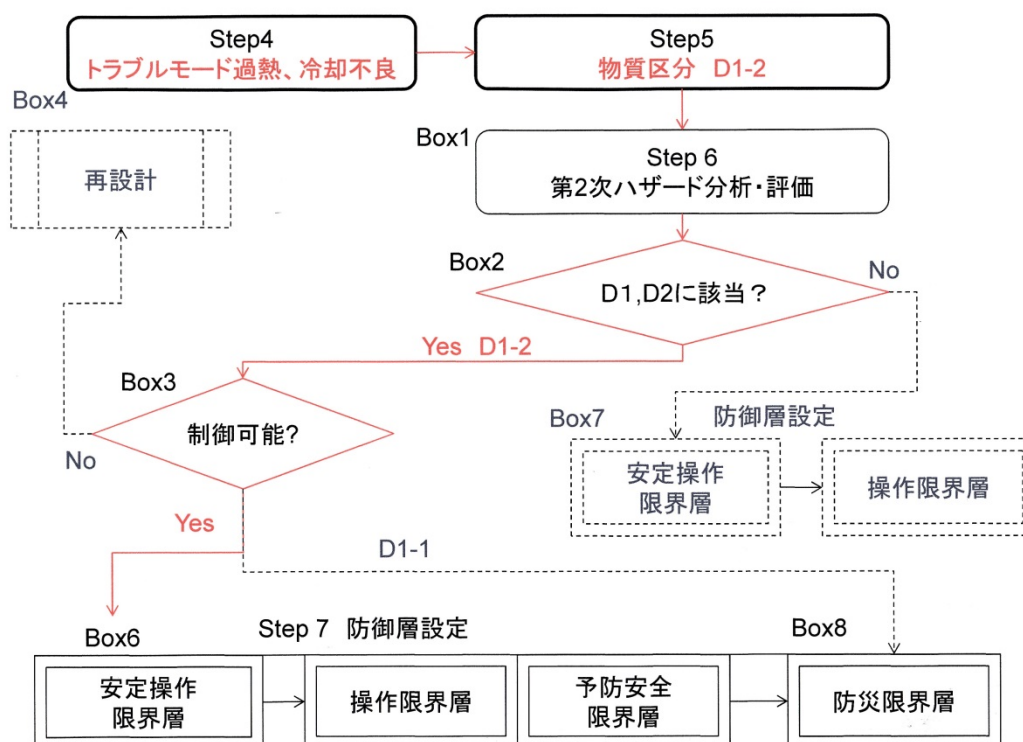 Step4
トラブルモード過熱、冷却不良
Step5
物質区分 D1-2
Box4
再設計
Box1
Step 6
第2次ハザード分析・評価
Box2
D1,D2に該当？
No
Yes D1-2
Box3
制御可能?
No
Yes
Box7
防御層設定
安定操作
限界層
操作限界層
D1-1
Box6
Step 7 防御層設定
Box8
安定操作
限界層
操作限界層
予防安全
限界層
防災限界層